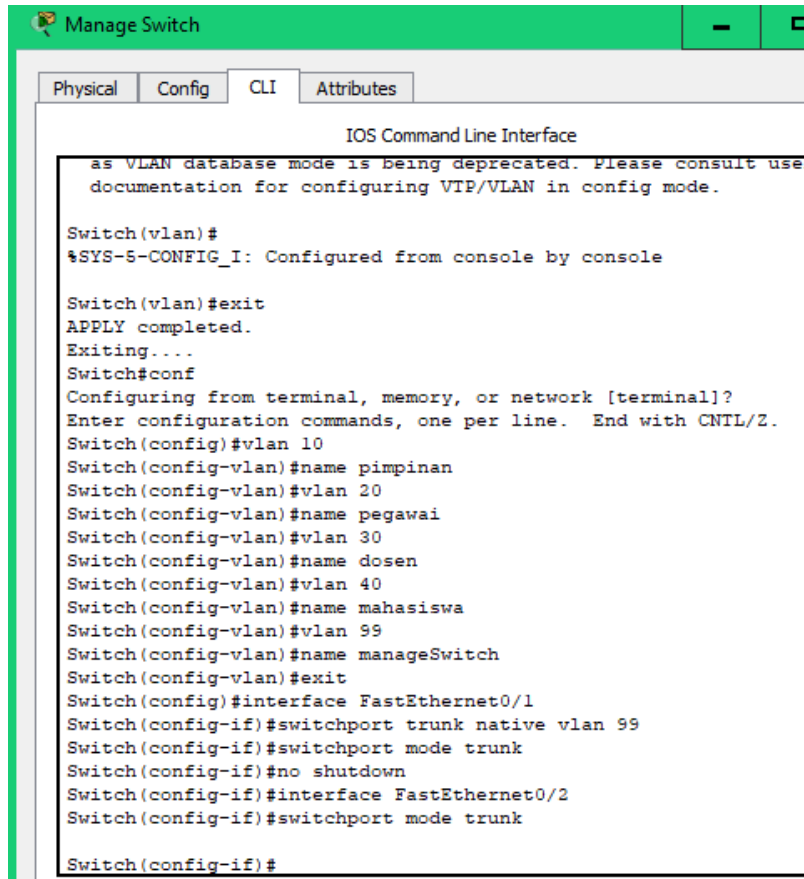 Manage Switch
Physical Config CLI Attributes
IOS Command Line Interface
as VLAN database mode is being deprecated. Please consult use
documentation for configuring VTP/VLAN in config mode.
Switch(vlan)#
%SYS-5-CONFIG_I: Configured from console by console
Switch(vlan)#exit
APPLY completed.
Exiting....
Switch#conf
Configuring from terminal, memory, or network [terminal]?
Enter configuration commands, one per line.  End with CNTL/Z.
Switch(config)#vlan 10
Switch(config-vlan)#name pimpinan
Switch(config-vlan)#vlan 20
Switch(config-vlan)#name pegawai
Switch(config-vlan)#vlan 30
Switch(config-vlan)#name dosen
Switch(config-vlan)#vlan 40
Switch(config-vlan)#name mahasiswa
Switch(config-vlan)#vlan 99
Switch(config-vlan)#name manageSwitch
Switch(config-vlan)#exit
Switch(config)#interface FastEthernet0/1
Switch(config-if)#switchport trunk native vlan 99
Switch(config-if)#switchport mode trunk
Switch(config-if)#no shutdown
Switch(config-if)#interface FastEthernet0/2
Switch(config-if)#switchport mode trunk
Switch(config-if)#